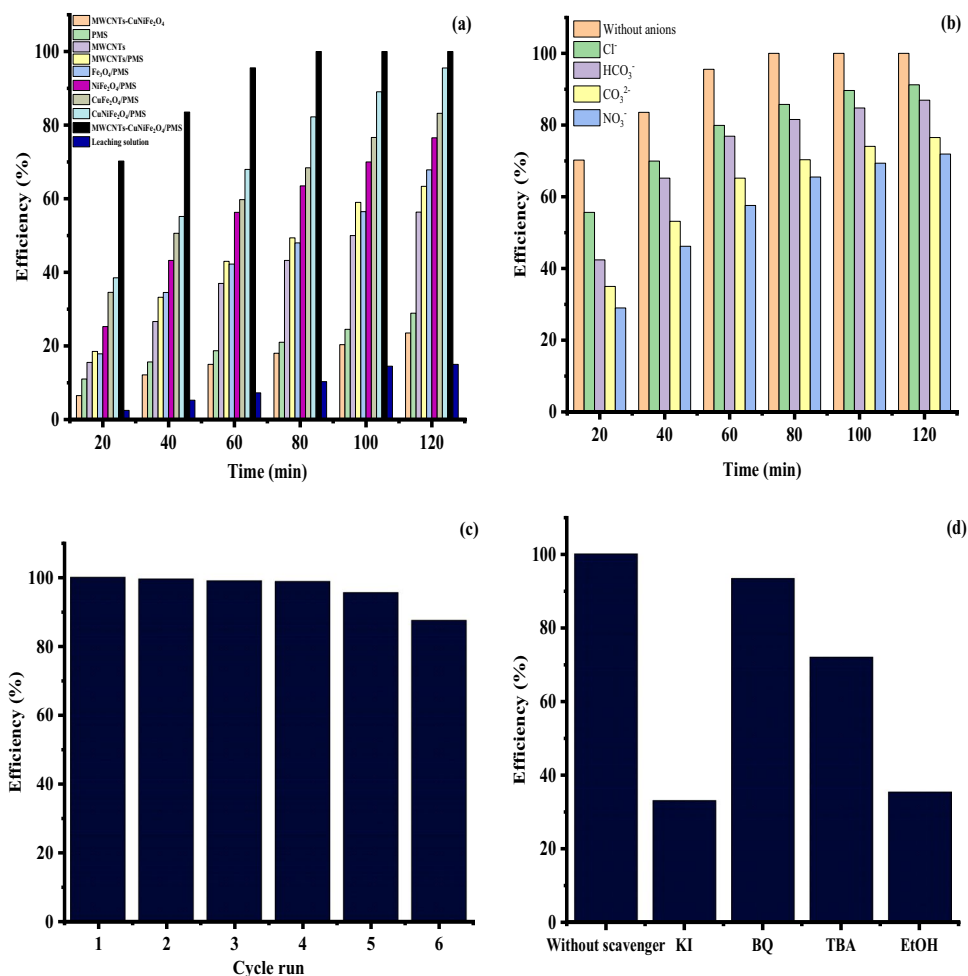 (a)
MWCNTs-CuNiFe₂O₄
PMS
MWCNTs
MWCNTs/PMS
Fe₃O₄/PMS
NiFe₂O₄/PMS
CuFe₂O₄/PMS
CuNiFe₂O₄/PMS
MWCNTs-CuNiFe₂O₄/PMS
Leaching solution
Efficiency (%)
100
80
60
40
20
0
20 40 60 80 100 120
Time (min)
(b)
Without anions
Cl⁻
HCO₃⁻
CO₃²⁻
NO₃⁻
Efficiency (%)
100
80
60
40
20
0
20 40 60 80 100 120
Time (min)
(c)
Efficiency (%)
100
80
60
40
20
0
1 2 3 4 5 6
Cycle run
(d)
Efficiency (%)
100
80
60
40
20
0
Without scavenger KI BQ TBA EtOH